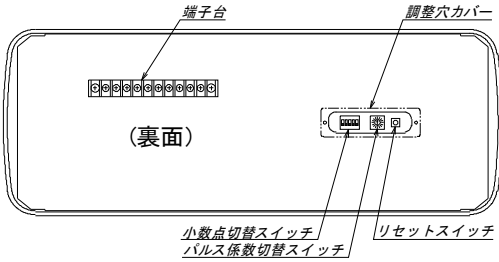 端子台
調整穴カバー
(裏面)
小数点切替スイッチ
リセットスイッチ
パルス係数切替スイッチ